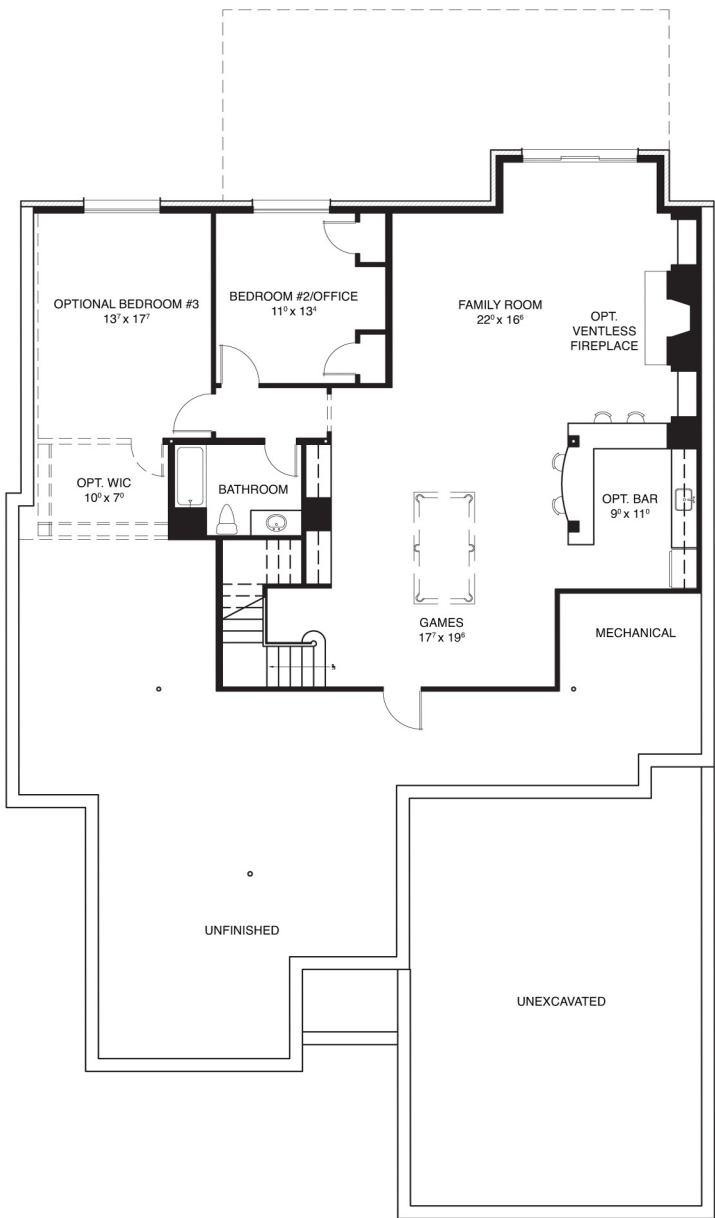 OPTIONAL BEDROOM #3
13⁷ x 17⁷
BEDROOM #2/OFFICE
11⁰ x 13⁴
FAMILY ROOM
22⁰ x 16⁶
OPT.
VENTLESS
FIREPLACE
OPT. WIC
10⁰ x 7⁰
BATHROOM
OPT. BAR
9⁰ x 11⁰
GAMES
17⁷ x 19⁶
MECHANICAL
UNFINISHED
UNEXCAVATED